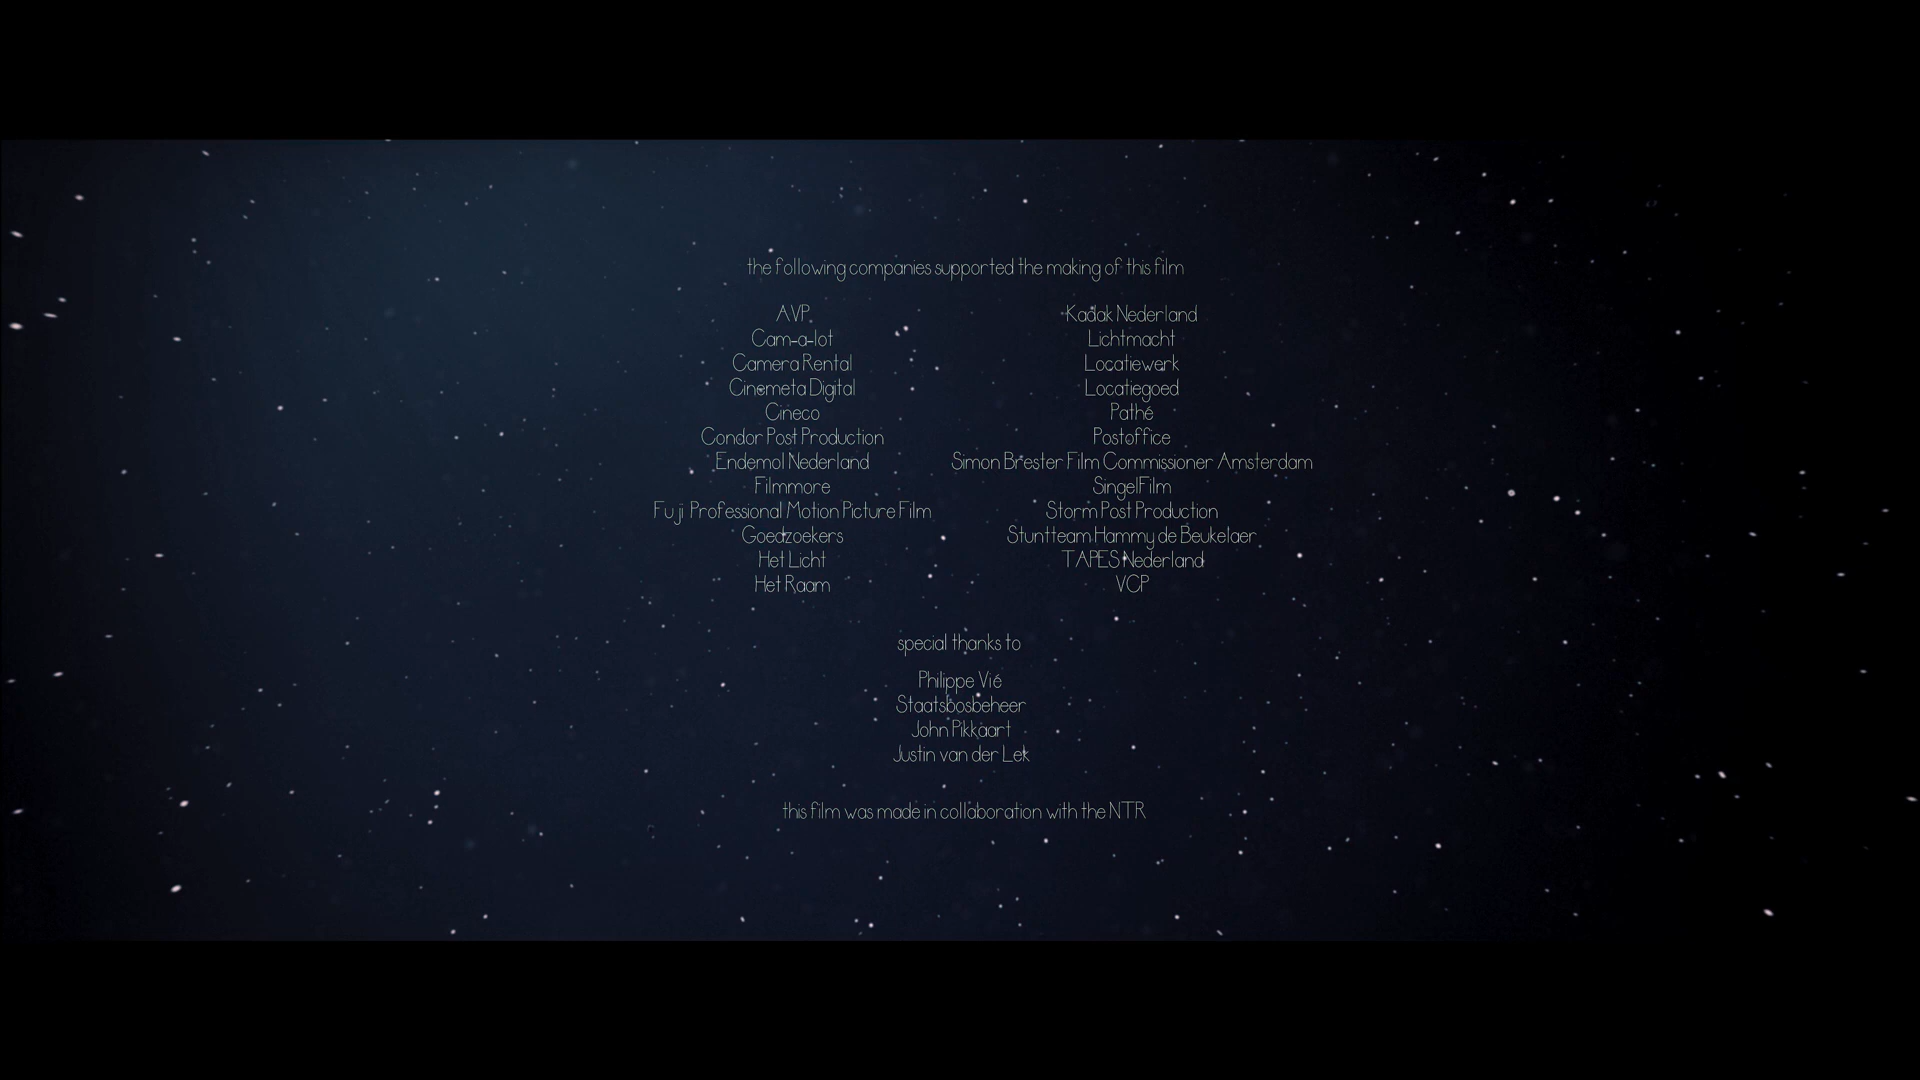 the following companies supported the making of this film
AVP
Cam-a-lot
Camera Rental
Cinemeta Digital
Cineco
Condor Post Production
Endemol Nederland
Filmmore
Fuji Professional Motion Picture Film
Goedzoekers
Het Licht
Het Raam
Kadak Nederland
Lichtmacht
Locatiewerk
Locatiegoed
Pathé
Postoffice
Simon Brester Film Commissioner Amsterdam
SingelFilm
Storm Post Production
Stuntteam Hammy de Beukelaer
TAPES Nederland
VCP
special thanks to
Philippe Vié
Staatsbosbeheer
John Pikkaart
Justin van der Lek
this film was made in collaboration with the NTR